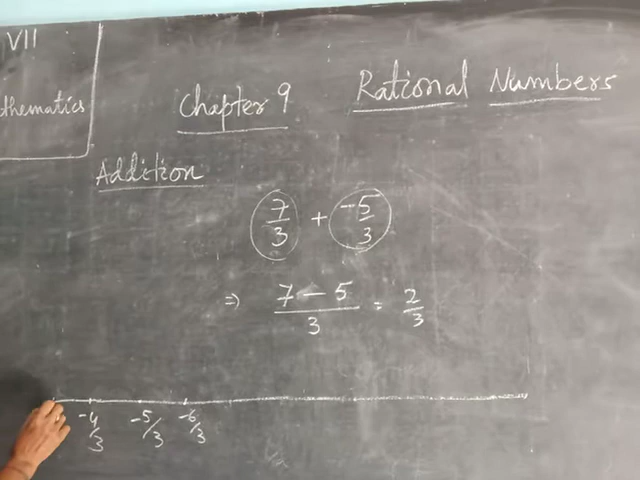 VII
thematics
Chapter 9 Rational Numbers
Addition
7/3 + -5/3
⇒ 7 - 5/3 = 2/3
-4/3 -5/3 -6/3